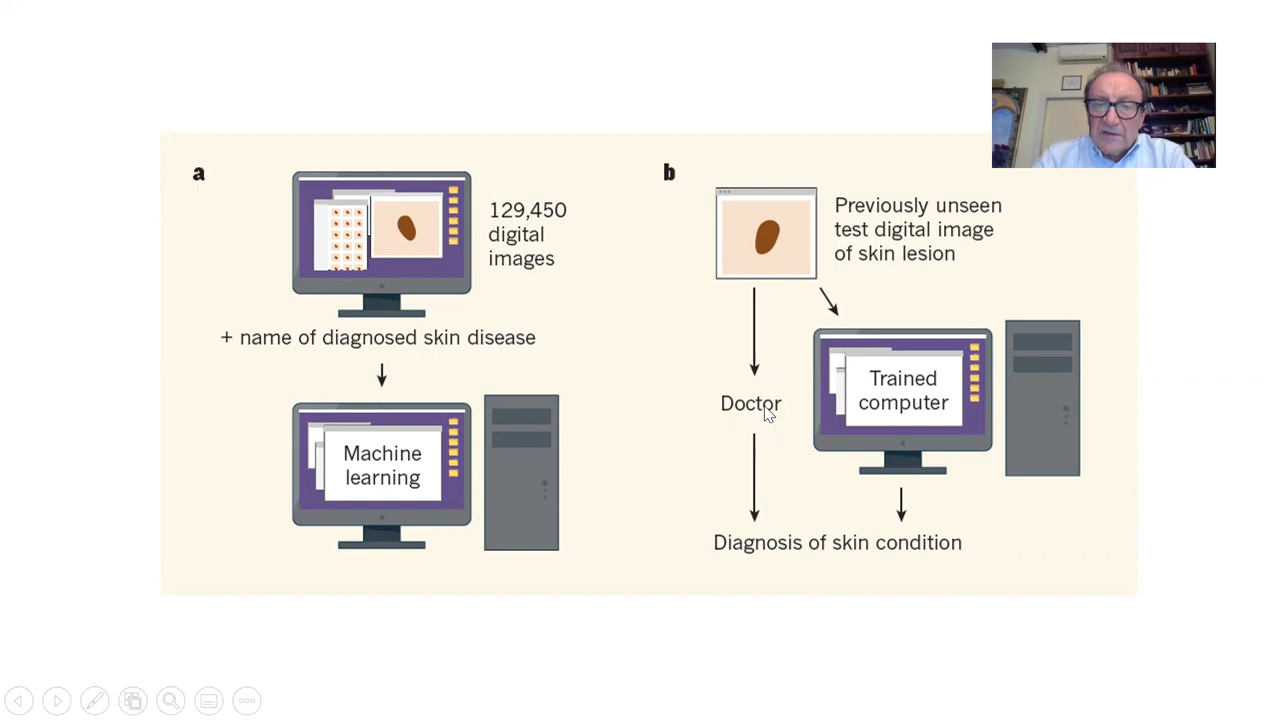 a
129,450
digital
images
+ name of diagnosed skin disease
Machine
learning
b
Previously unseen
test digital image
of skin lesion
Doctor
Trained
computer
Diagnosis of skin condition